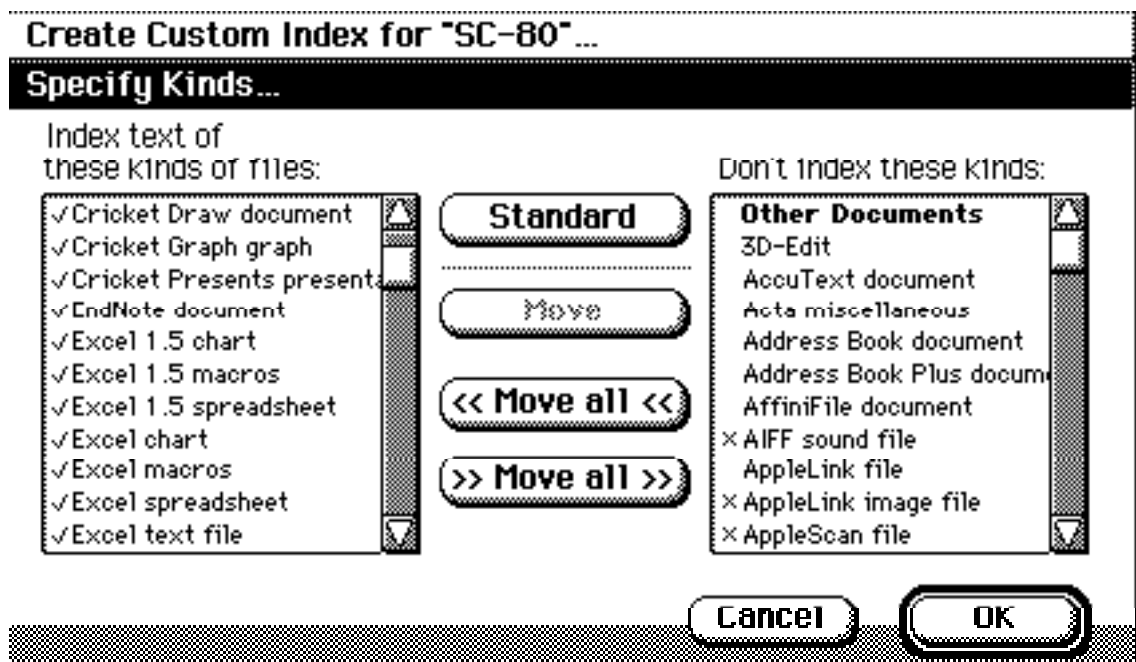 Create Custom Index for "SC-80"...
Specify Kinds...
Index text of
these kinds of files:
✓Cricket Draw document
✓Cricket Graph graph
✓Cricket Presents presenta
✓EndNote document
✓Excel 1.5 chart
✓Excel 1.5 macros
✓Excel 1.5 spreadsheet
✓Excel chart
✓Excel macros
✓Excel spreadsheet
✓Excel text file
Standard
Move
<< Move all <<
>> Move all >>
Don't index these kinds:
Other Documents
3D-Edit
AccuText document
Acta miscellaneous
Address Book document
Address Book Plus docume
AffiniFile document
×AIFF sound file
AppleLink file
×AppleLink image file
×AppleScan file
Cancel
OK